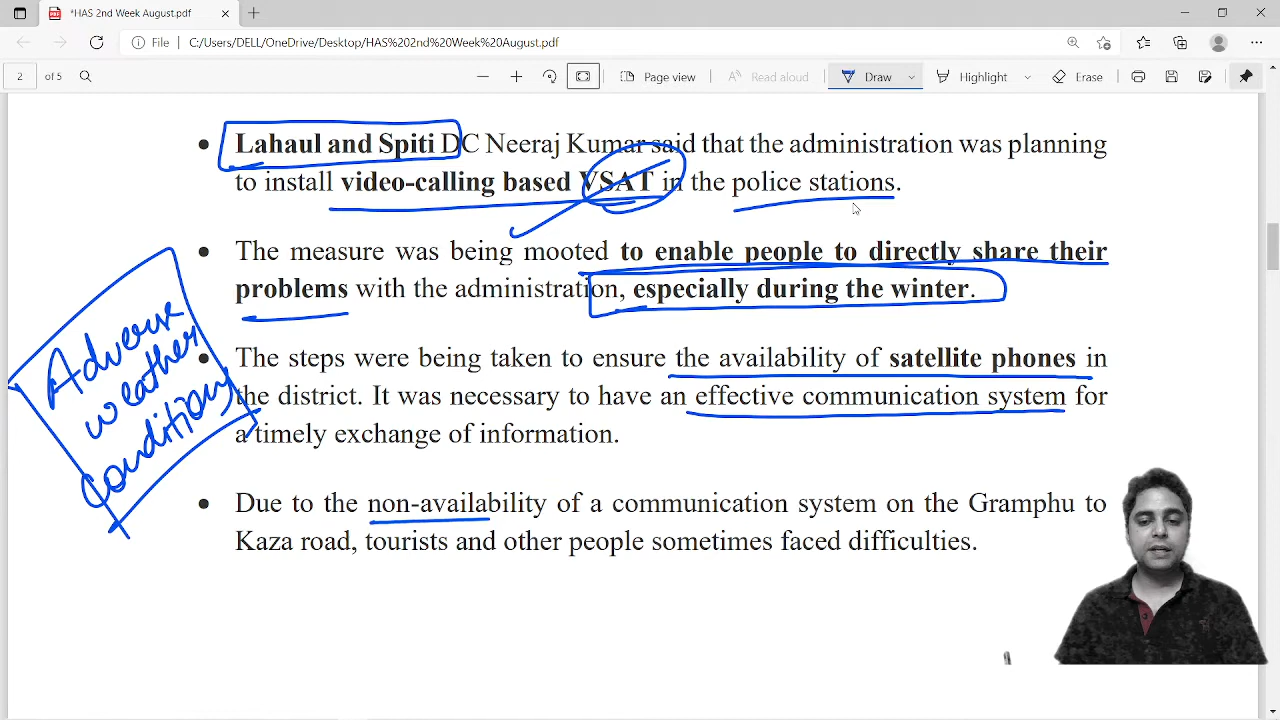 *HAS 2nd Week August.pdf
File
C:/Users/DELL/OneDrive/Desktop/HAS%202nd%20Week%20August.pdf
2 of 5
Page view
Read aloud
Draw
Highlight
Erase
• Lahaul and Spiti DC Neeraj Kumar said that the administration was planning
to install video-calling based VSAT in the police stations.
• The measure was being mooted to enable people to directly share their
problems with the administration, especially during the winter.
• The steps were being taken to ensure the availability of satellite phones in
the district. It was necessary to have an effective communication system for
a timely exchange of information.
• Due to the non-availability of a communication system on the Gramphu to
Kaza road, tourists and other people sometimes faced difficulties.
Adverse
weather
conditions